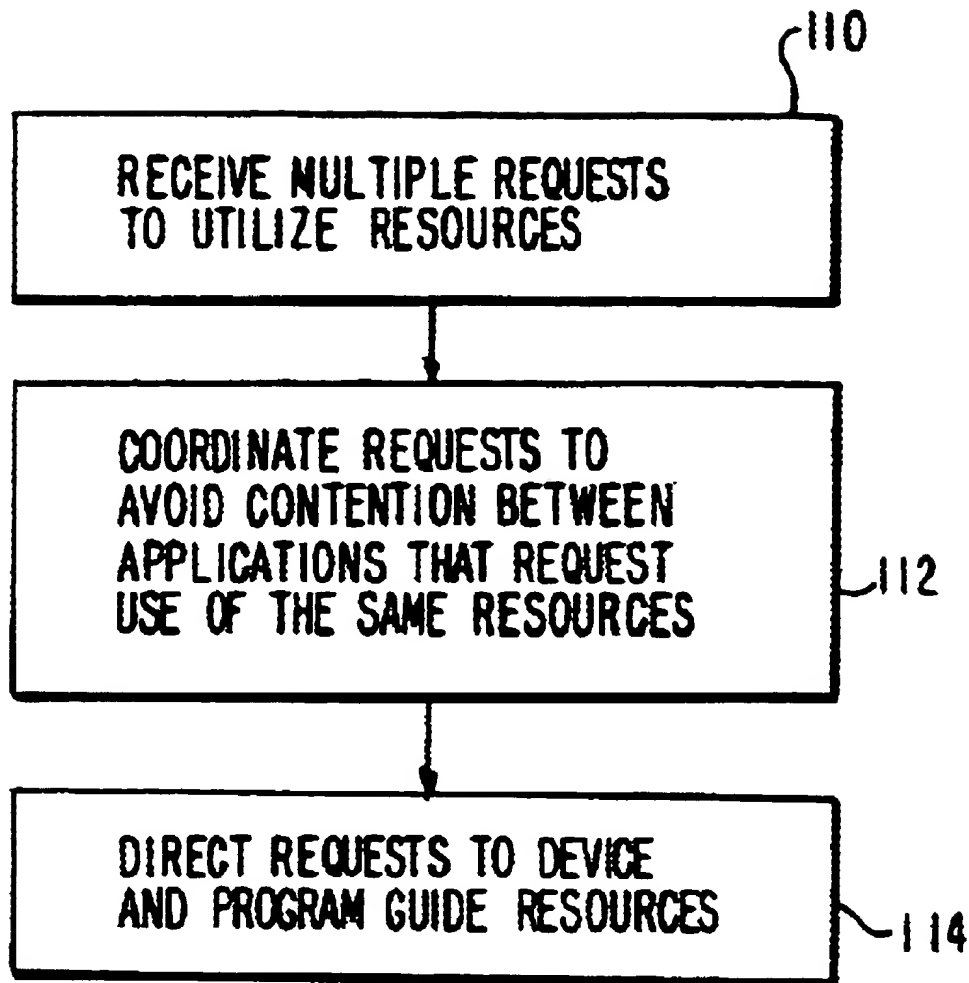 110
RECEIVE MULTIPLE REQUESTS
TO UTILIZE RESOURCES
COORDINATE REQUESTS TO
AVOID CONTENTION BETWEEN
APPLICATIONS THAT REQUEST
USE OF THE SAME RESOURCES
112
DIRECT REQUESTS TO DEVICE
AND PROGRAM GUIDE RESOURCES
114